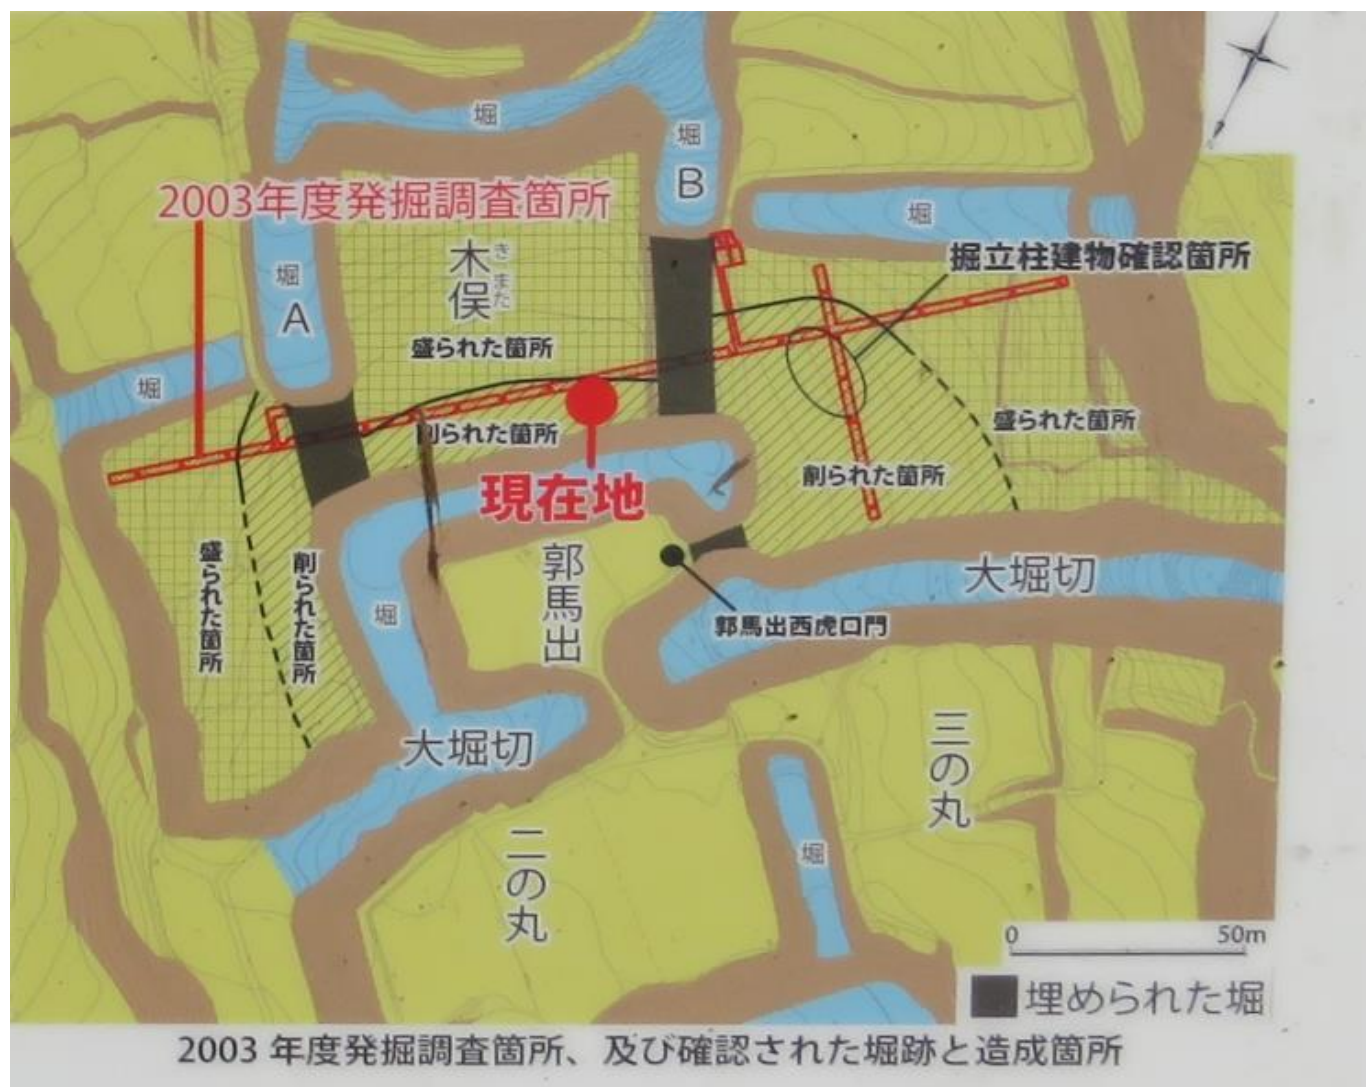 堀
堀
B
2003年度発掘調査箇所
堀
木俣
きまた
掘立柱建物確認箇所
堀
A
盛られた箇所
堀
削られた箇所
盛られた箇所
削られた箇所
現在地
盛られた箇所
削られた箇所
郭馬出
大堀切
堀
郭馬出西虎口門
大堀切
三の丸
二の丸
堀
0 50m
埋められた堀
2003年度発掘調査箇所、及び確認された堀跡と造成箇所